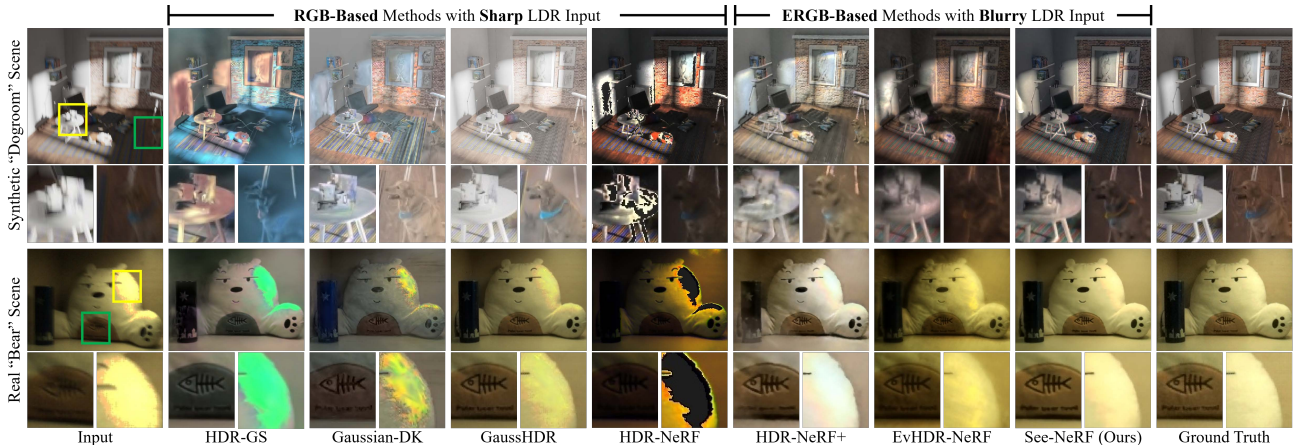 RGB-Based Methods with Sharp LDR Input
ERGB-Based Methods with Blurry LDR Input
Synthetic “Dogroom” Scene
Real “Bear” Scene
Input
HDR-GS
Gaussian-DK
GaussHDR
HDR-NeRF
HDR-NeRF+
EvHDR-NeRF
See-NeRF (Ours)
Ground Truth